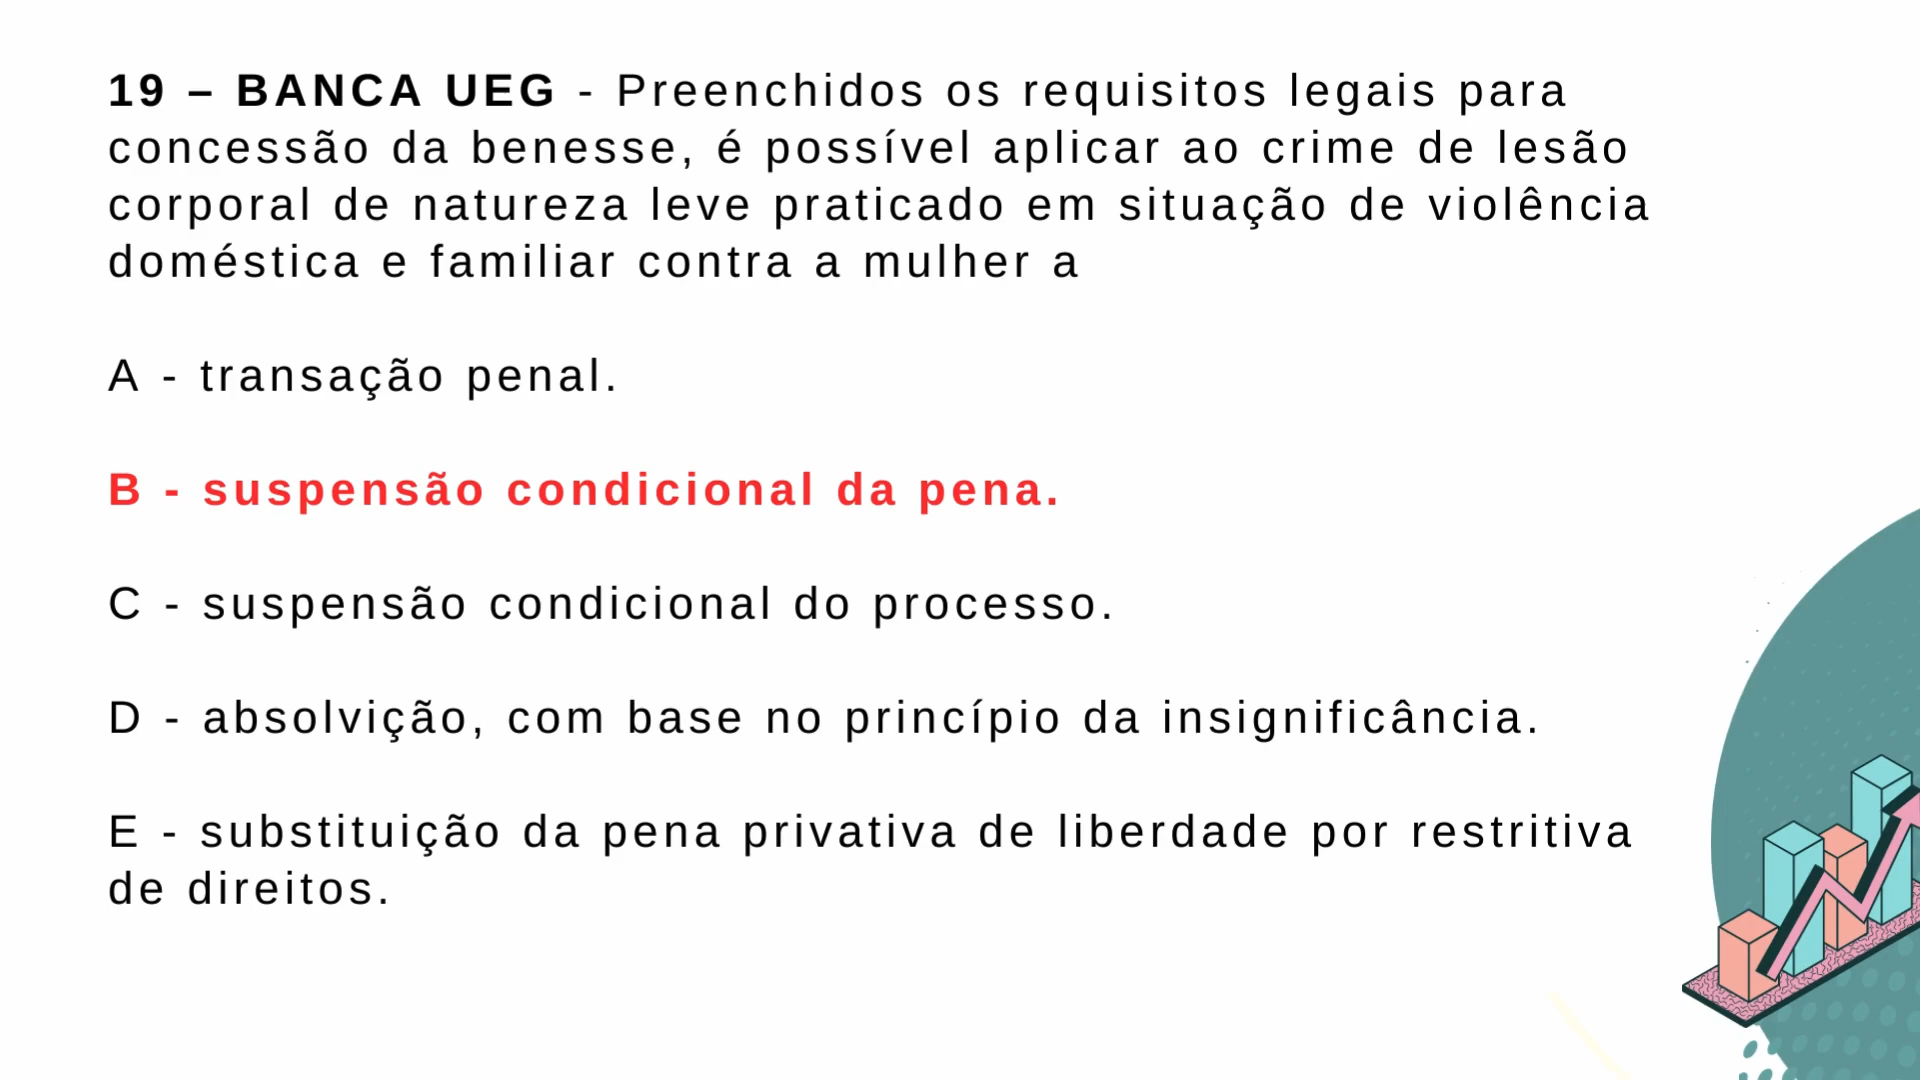 19 – BANCA UEG - Preenchidos os requisitos legais para
concessão da benesse, é possível aplicar ao crime de lesão
corporal de natureza leve praticado em situação de violência
doméstica e familiar contra a mulher a
A - transação penal.
B - suspensão condicional da pena.
C - suspensão condicional do processo.
D - absolvição, com base no princípio da insignificância.
E - substituição da pena privativa de liberdade por restritiva
de direitos.